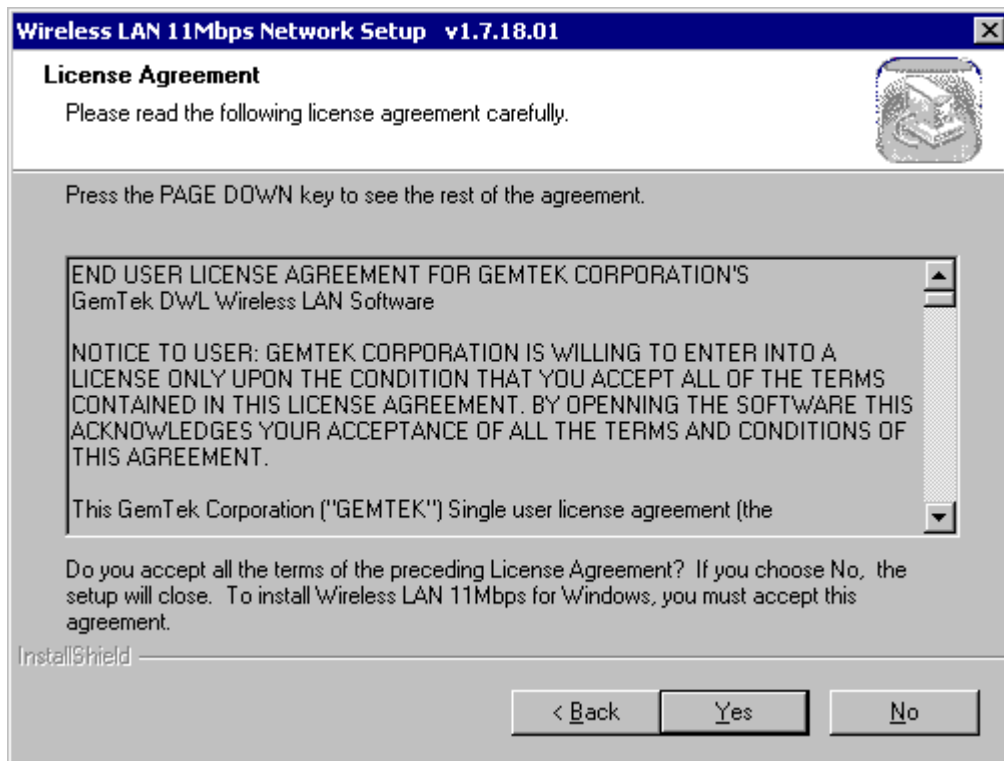 Wireless LAN 11Mbps Network Setup v1.7.18.01
License Agreement
Please read the following license agreement carefully.
Press the PAGE DOWN key to see the rest of the agreement.
END USER LICENSE AGREEMENT FOR GEMTEK CORPORATION'S
GemTek DWL Wireless LAN Software
NOTICE TO USER: GEMTEK CORPORATION IS WILLING TO ENTER INTO A
LICENSE ONLY UPON THE CONDITION THAT YOU ACCEPT ALL OF THE TERMS
CONTAINED IN THIS LICENSE AGREEMENT. BY OPENNING THE SOFTWARE THIS
ACKNOWLEDGES YOUR ACCEPTANCE OF ALL THE TERMS AND CONDITIONS OF
THIS AGREEMENT.
This GemTek Corporation ("GEMTEK") Single user license agreement (the
Do you accept all the terms of the preceding License Agreement? If you choose No, the
setup will close. To install Wireless LAN 11Mbps for Windows, you must accept this
agreement.
InstallShield
< Back
Yes
No